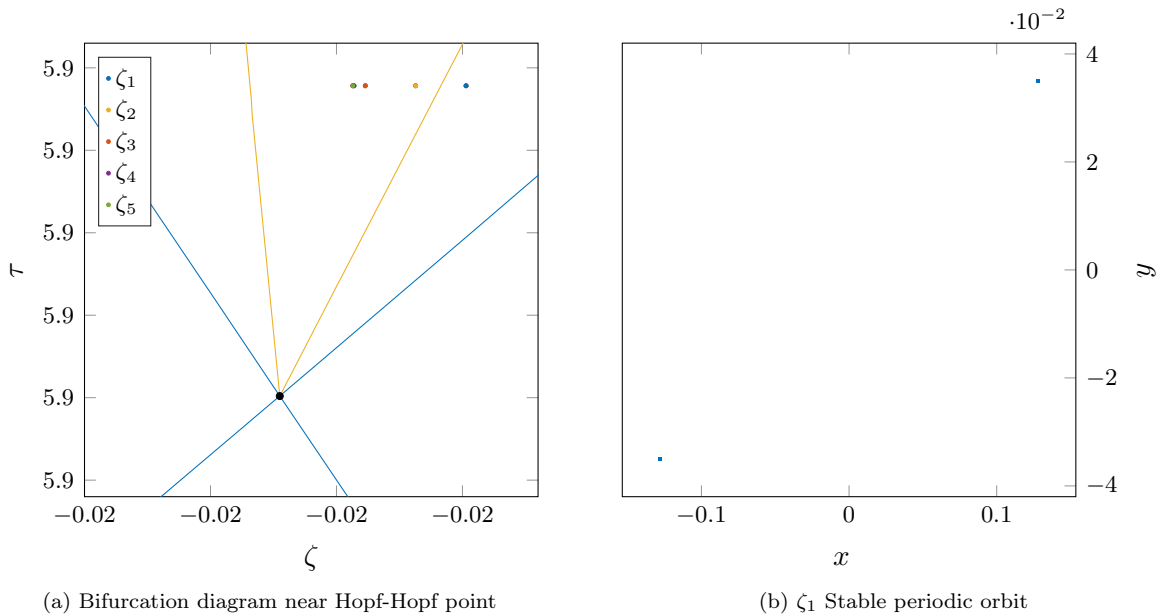 ·10⁻²
5.9
5.9
5.9
5.9
5.9
5.9
τ
ζ₁
ζ₂
ζ₃
ζ₄
ζ₅
−0.02
−0.02
−0.02
−0.02
ζ
4
2
0
−2
−4
y
−0.1
0
0.1
x
(a) Bifurcation diagram near Hopf-Hopf point
(b) ζ₁ Stable periodic orbit